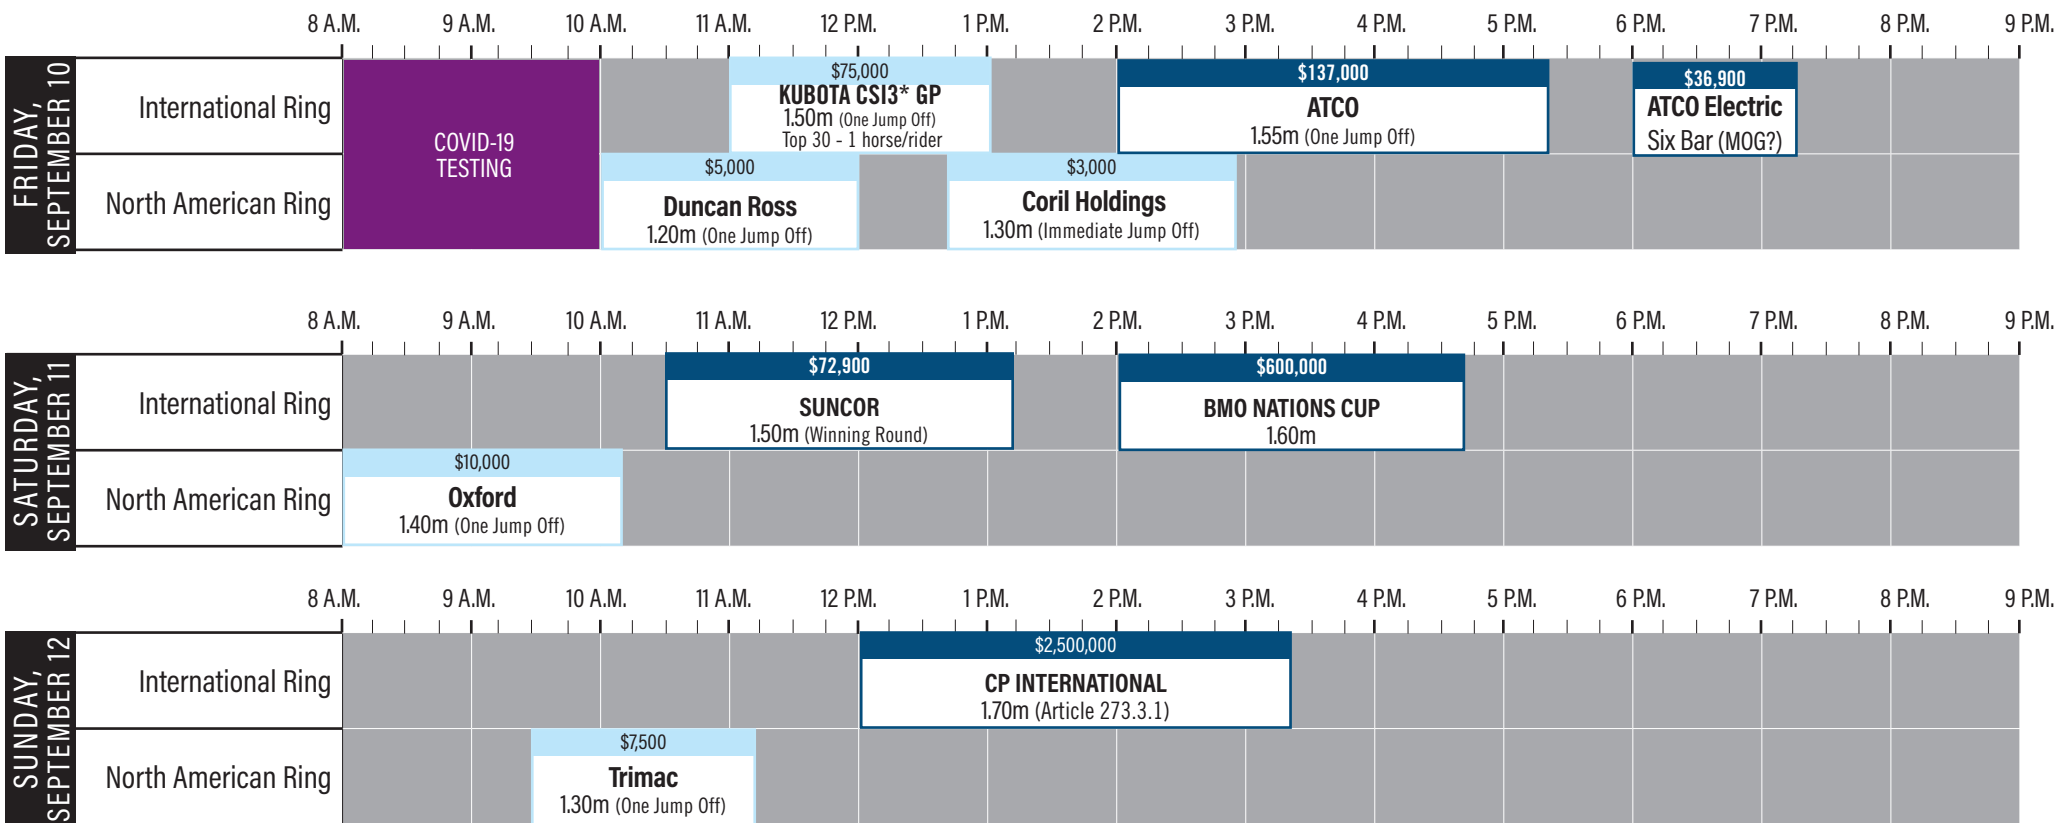 8 A.M. 9 A.M. 10 A.M. 11 A.M. 12 P.M. 1 P.M. 2 P.M. 3 P.M. 4 P.M. 5 P.M. 6 P.M. 7 P.M. 8 P.M. 9 P.M.
FRIDAY,
SEPTEMBER 10
International Ring
North American Ring
COVID-19
TESTING
$75,000
KUBOTA CSI3* GP
1.50m (One Jump Off)
Top 30 - 1 horse/rider
$137,000
ATCO
1.55m (One Jump Off)
$36,900
ATCO Electric
Six Bar (MOG?)
$5,000
Duncan Ross
1.20m (One Jump Off)
$3,000
Coril Holdings
1.30m (Immediate Jump Off)
8 A.M. 9 A.M. 10 A.M. 11 A.M. 12 P.M. 1 P.M. 2 P.M. 3 P.M. 4 P.M. 5 P.M. 6 P.M. 7 P.M. 8 P.M. 9 P.M.
SATURDAY,
SEPTEMBER 11
International Ring
$72,900
SUNCOR
1.50m (Winning Round)
$600,000
BMO NATIONS CUP
1.60m
North American Ring
$10,000
Oxford
1.40m (One Jump Off)
8 A.M. 9 A.M. 10 A.M. 11 A.M. 12 P.M. 1 P.M. 2 P.M. 3 P.M. 4 P.M. 5 P.M. 6 P.M. 7 P.M. 8 P.M. 9 P.M.
SUNDAY,
SEPTEMBER 12
International Ring
$2,500,000
CP INTERNATIONAL
1.70m (Article 273.3.1)
North American Ring
$7,500
Trimac
1.30m (One Jump Off)